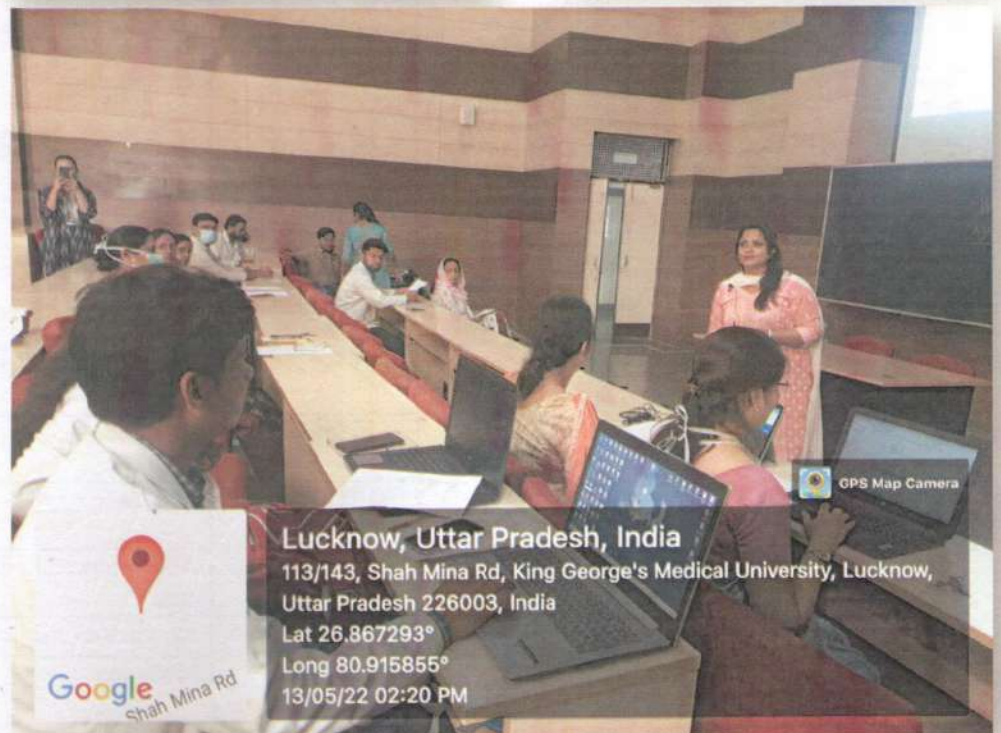 GPS Map Camera
Lucknow, Uttar Pradesh, India
113/143, Shah Mina Rd, King George's Medical University, Lucknow,
Uttar Pradesh 226003, India
Lat 26.867293°
Long 80.915855°
13/05/22 02:20 PM
Google
Shah Mina Rd